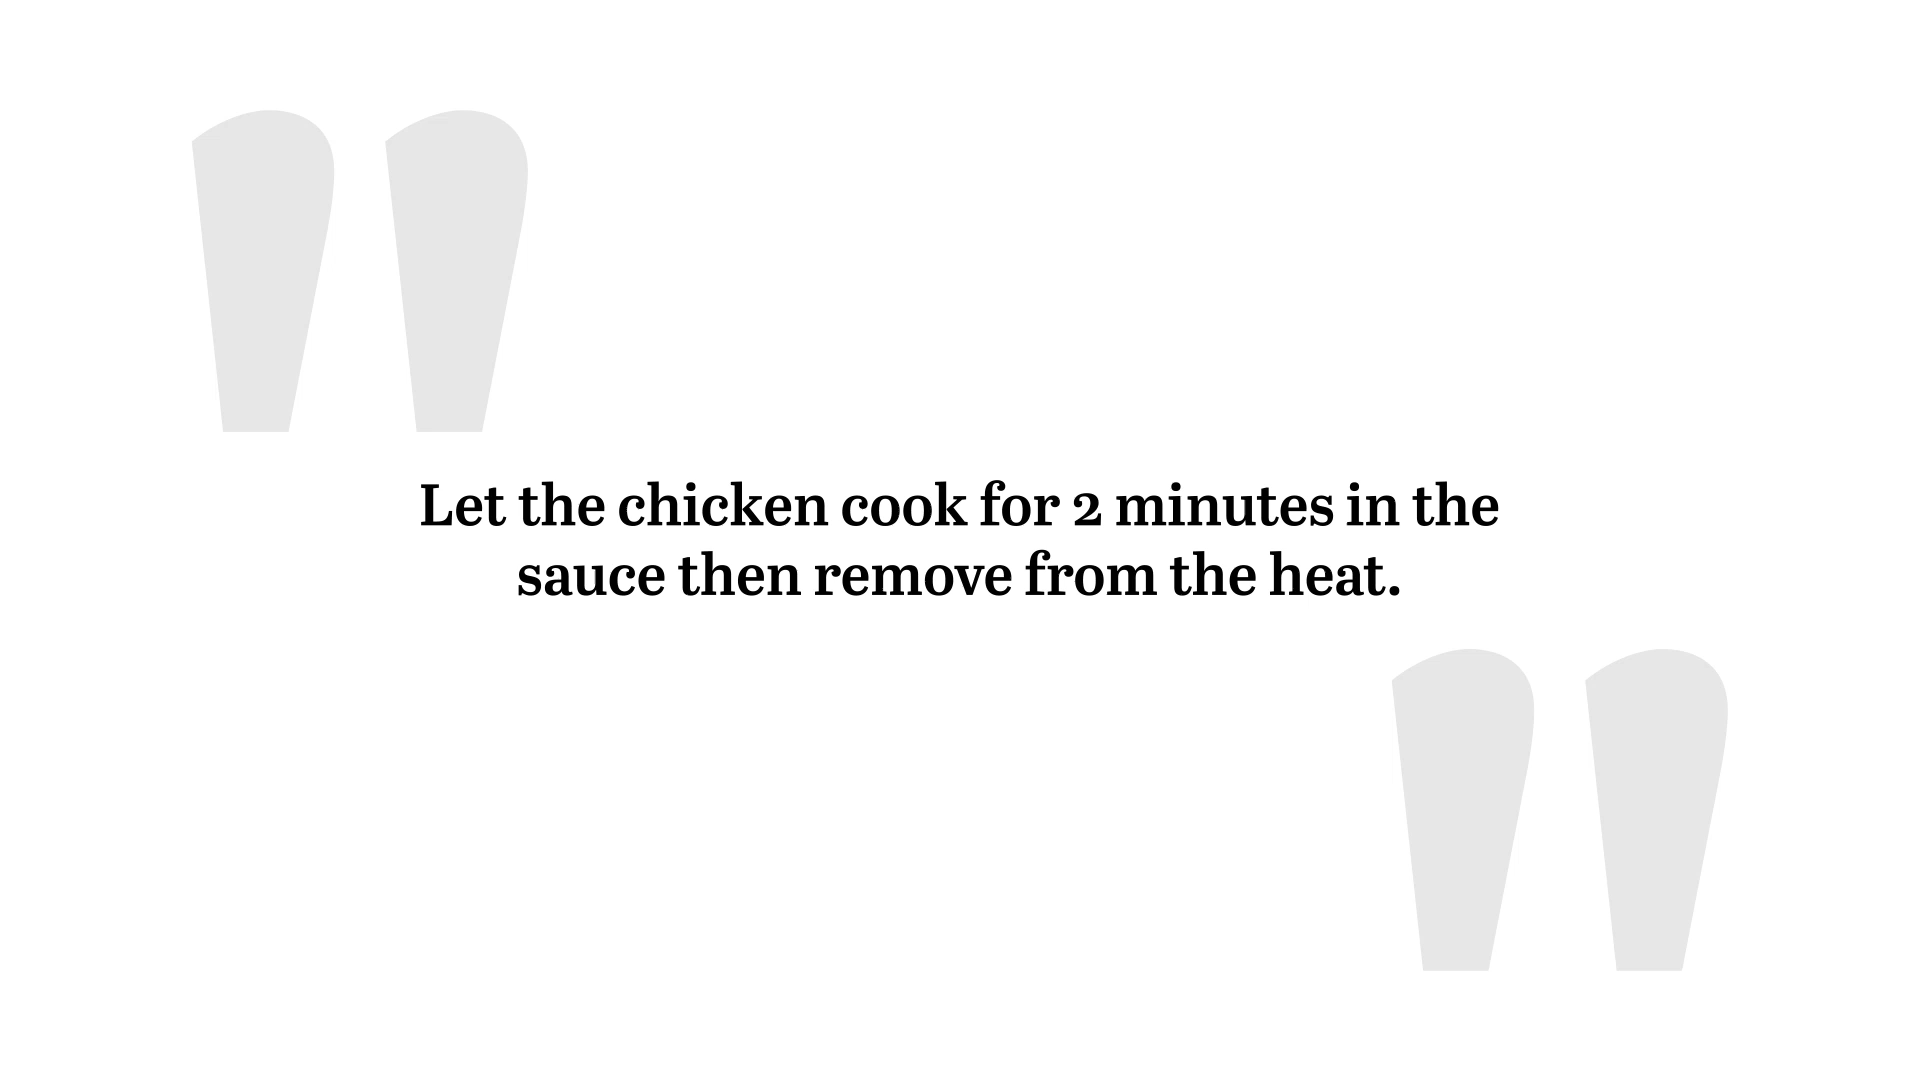 "
Let the chicken cook for 2 minutes in the
sauce then remove from the heat.
"